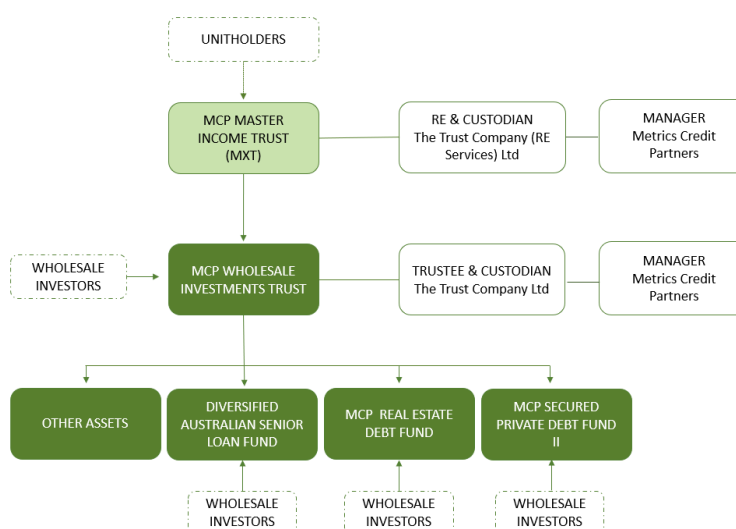 UNITHOLDERS
MCP MASTER
INCOME TRUST
(MXT)
RE & CUSTODIAN
The Trust Company (RE
Services) Ltd
MANAGER
Metrics Credit
Partners
WHOLESALE
INVESTORS
MCP WHOLESALE
INVESTMENTS TRUST
TRUSTEE & CUSTODIAN
The Trust Company Ltd
MANAGER
Metrics Credit
Partners
OTHER ASSETS
DIVERSIFIED
AUSTRALIAN SENIOR
LOAN FUND
MCP REAL ESTATE
DEBT FUND
MCP SECURED
PRIVATE DEBT FUND
II
WHOLESALE
INVESTORS
WHOLESALE
INVESTORS
WHOLESALE
INVESTORS